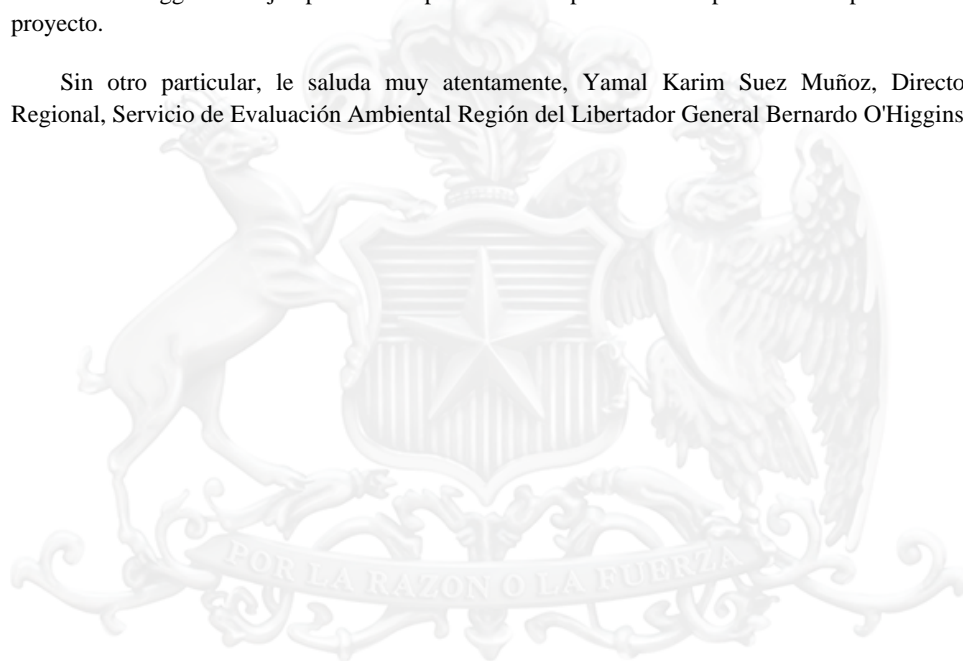 proyecto.
Sin otro particular, le saluda muy atentamente, Yamal Karim Suez Muñoz, Directo
Regional, Servicio de Evaluación Ambiental Región del Libertador General Bernardo O'Higgins
POR LA RAZON O LA FUERZA